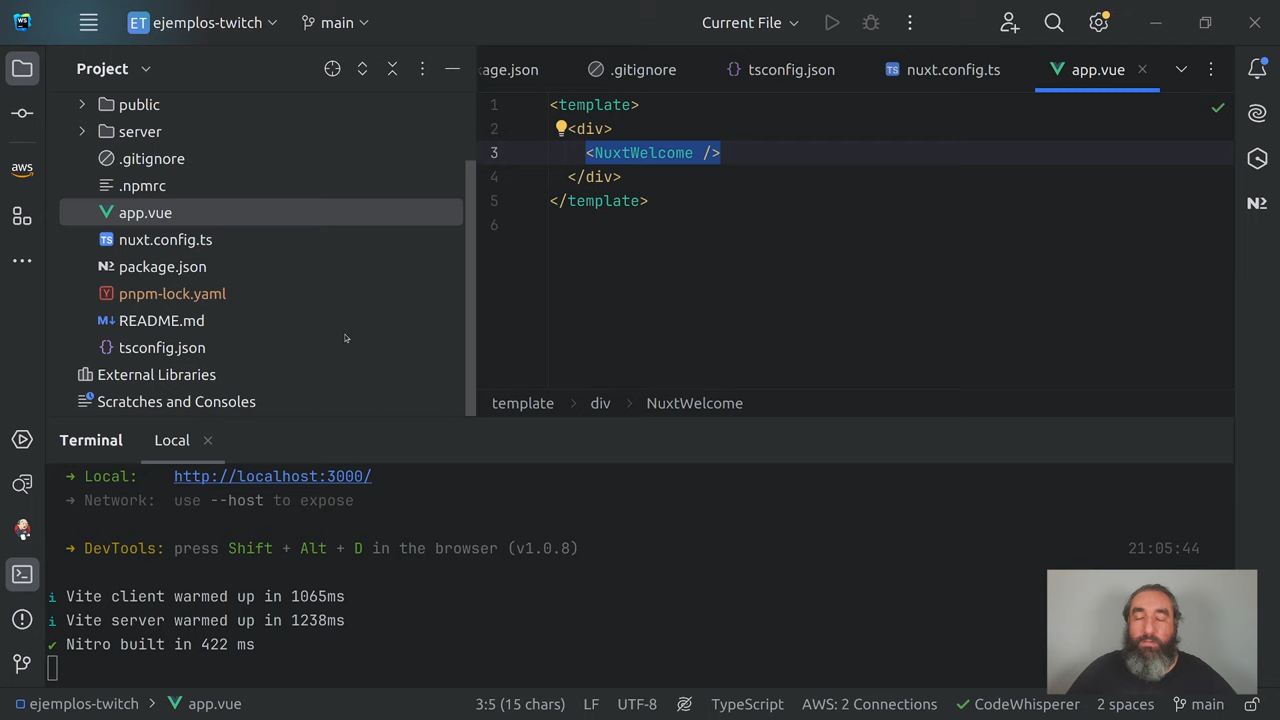 WS
ET ejemplos-twitch
main
Current File
Project
public
server
.gitignore
.npmrc
app.vue
TS nuxt.config.ts
package.json
Y pnpm-lock.yaml
M↓ README.md
{} tsconfig.json
External Libraries
Scratches and Consoles
aws
kage.json
.gitignore
{} tsconfig.json
TS nuxt.config.ts
app.vue
1 <template>
2 <div>
3 <NuxtWelcome />
4 </div>
5 </template>
6
template > div > NuxtWelcome
Terminal
Local
➜ Local: http://localhost:3000/
➜ Network: use --host to expose
➜ DevTools: press Shift + Alt + D in the browser (v1.0.8)
21:05:44
ℹ Vite client warmed up in 1065ms
ℹ Vite server warmed up in 1238ms
✔ Nitro built in 422 ms
ejemplos-twitch > app.vue
3:5 (15 chars)
LF
UTF-8
TypeScript
AWS: 2 Connections
CodeWhisperer
2 spaces
main